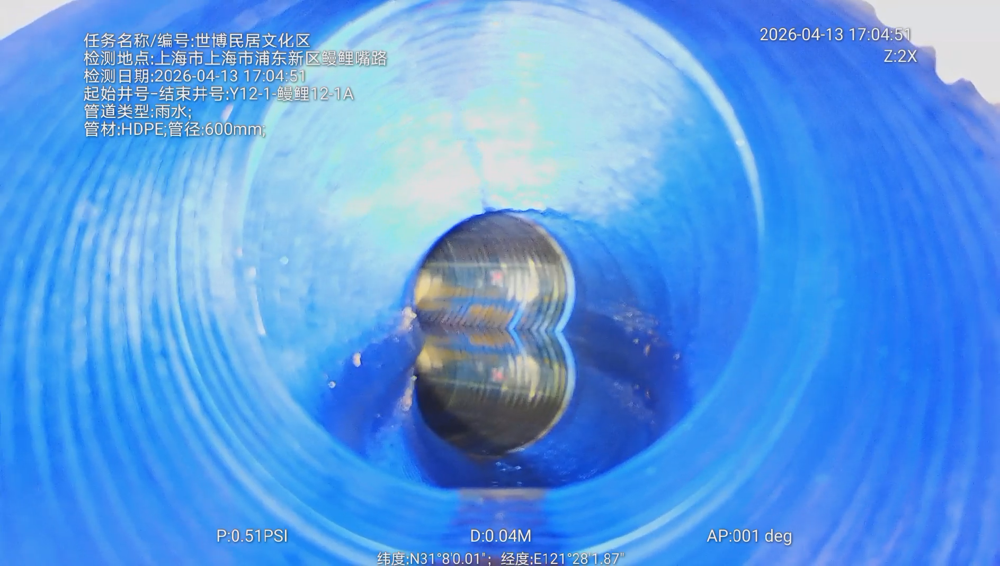 任务名称/编号:世博民居文化区
检测地点:上海市上海市浦东新区鳗鲤嘴路
检测日期:2026-04-13 17:04:51
起始井号-结束井号:Y12-1-鳗鲤12-1A
管道类型:雨水;
管材:HDPE;管径:600mm;
2026-04-13 17:04:51
Z:2X
P:0.51PSI
D:0.04M
AP:001 deg
纬度:N31°8'0.01"；经度:E121°28'1.87"